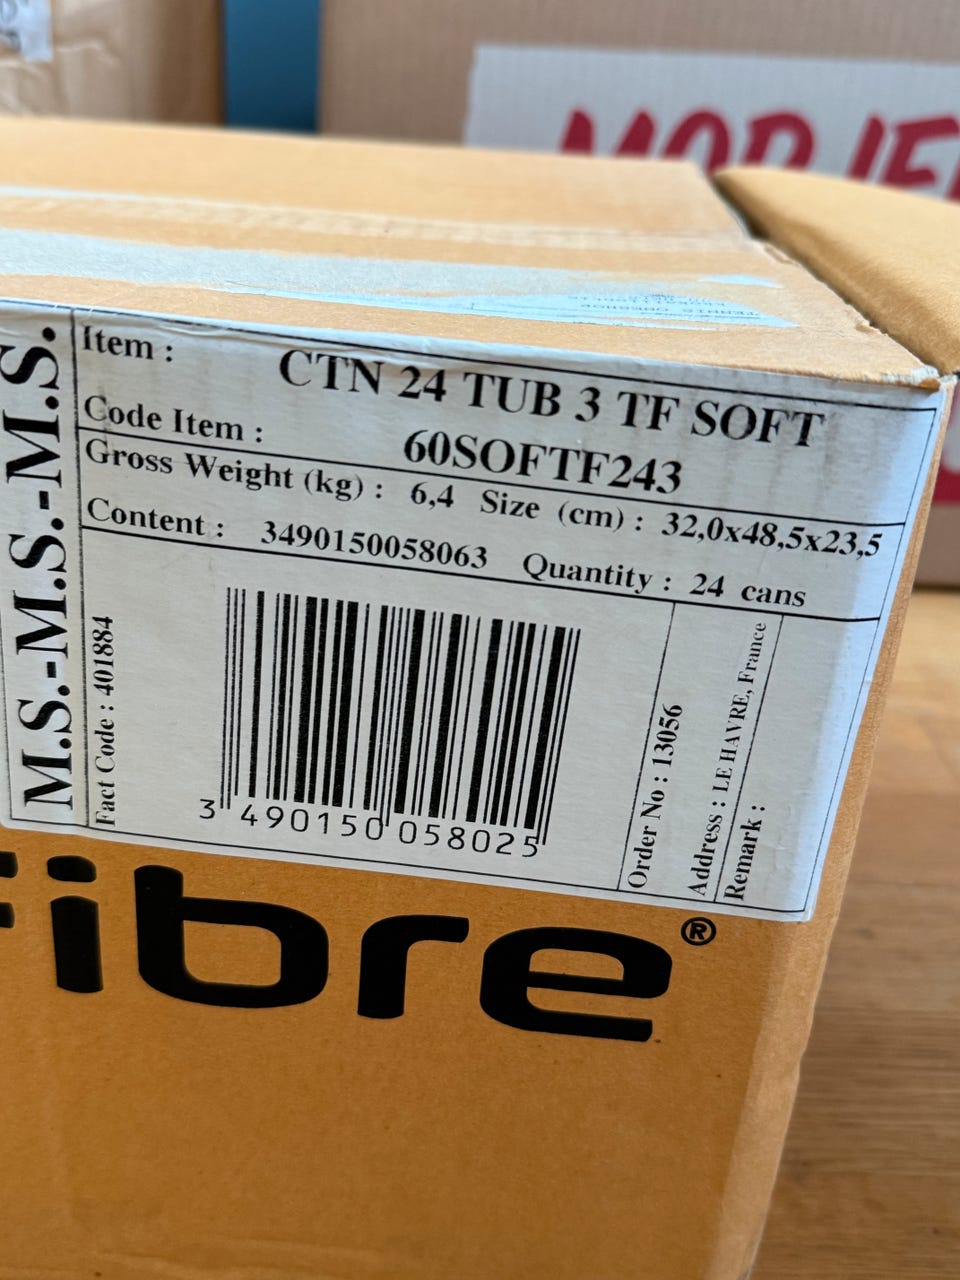 MOBJE
M.S.-M.S.-M.S.
Item :
CTN 24 TUB 3 TF SOFT
Code Item :
60SOFTF243
Gross Weight (kg) : 6,4 Size (cm) : 32,0x48,5x23,5
Content : 3490150058063 Quantity : 24 cans
Fact Code : 401884
3 490150 058025
Order No : 13056
Address : LE HAVRE, France
Remark :
fibre®